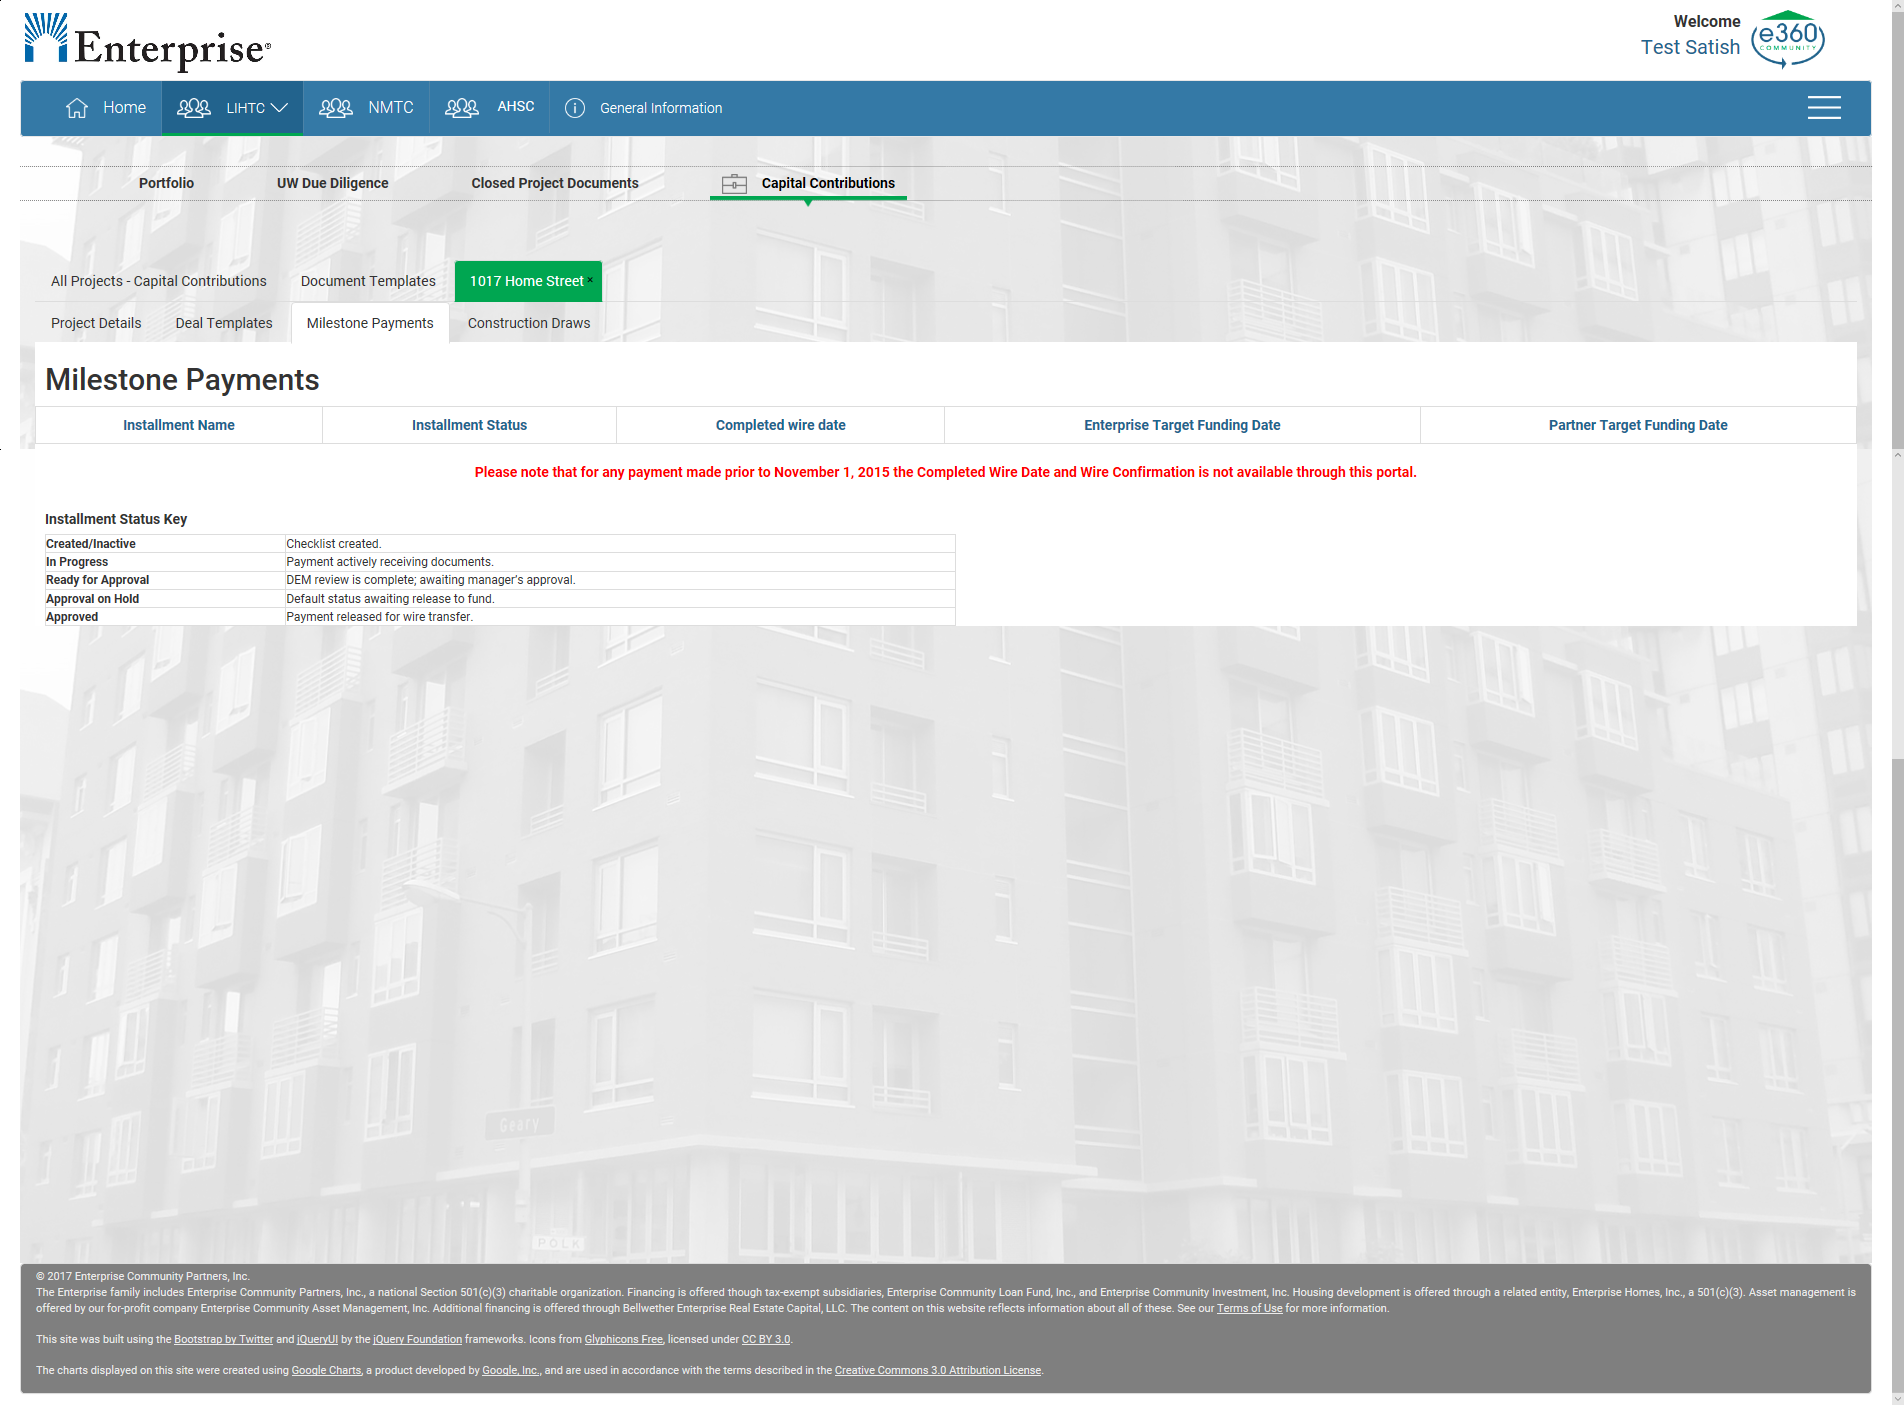 Enterprise®
Welcome
Test Satish
e360
COMMUNITY
Home
LIHTC
NMTC
AHSC
General Information
Portfolio
UW Due Diligence
Closed Project Documents
Capital Contributions
All Projects - Capital Contributions
Document Templates
1017 Home Street ×
Project Details
Deal Templates
Milestone Payments
Construction Draws
Milestone Payments
Installment Name
Installment Status
Completed wire date
Enterprise Target Funding Date
Partner Target Funding Date
Please note that for any payment made prior to November 1, 2015 the Completed Wire Date and Wire Confirmation is not available through this portal.
Installment Status Key
Created/Inactive Checklist created.
In Progress Payment actively receiving documents.
Ready for Approval DEM review is complete; awaiting manager's approval.
Approval on Hold Default status awaiting release to fund.
Approved Payment released for wire transfer.
Geary
POLK
© 2017 Enterprise Community Partners, Inc.
The Enterprise family includes Enterprise Community Partners, Inc., a national Section 501(c)(3) charitable organization. Financing is offered though tax-exempt subsidiaries, Enterprise Community Loan Fund, Inc., and Enterprise Community Investment, Inc. Housing development is offered through a related entity, Enterprise Homes, Inc., a 501(c)(3). Asset management is
offered by our for-profit company Enterprise Community Asset Management, Inc. Additional financing is offered through Bellwether Enterprise Real Estate Capital, LLC. The content on this website reflects information about all of these. See our Terms of Use for more information.
This site was built using the Bootstrap by Twitter and jQueryUI by the jQuery Foundation frameworks. Icons from Glyphicons Free, licensed under CC BY 3.0.
The charts displayed on this site were created using Google Charts, a product developed by Google, Inc., and are used in accordance with the terms described in the Creative Commons 3.0 Attribution License.